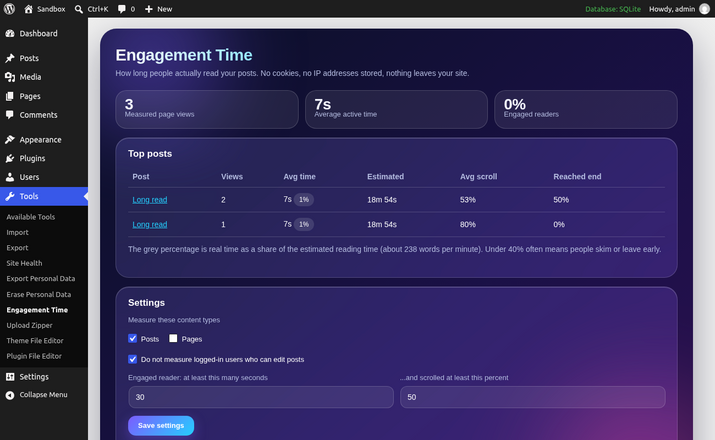 Sandbox
Ctrl+K
0
New
Database: SQLite
Howdy, admin
Dashboard
Posts
Media
Pages
Comments
Appearance
Plugins
Users
Tools
Available Tools
Import
Export
Site Health
Export Personal Data
Erase Personal Data
Engagement Time
Upload Zipper
Theme File Editor
Plugin File Editor
Settings
Collapse Menu
Engagement Time
How long people actually read your posts. No cookies, no IP addresses stored, nothing leaves your site.
3
Measured page views
7s
Average active time
0%
Engaged readers
Top posts
Post Views Avg time Estimated Avg scroll Reached end
Long read 2 7s 1% 18m 54s 53% 50%
Long read 1 7s 1% 18m 54s 80% 0%
The grey percentage is real time as a share of the estimated reading time (about 238 words per minute). Under 40% often means people skim or leave early.
Settings
Measure these content types
Posts Pages
Do not measure logged-in users who can edit posts
Engaged reader: at least this many seconds
30
...and scrolled at least this percent
50
Save settings